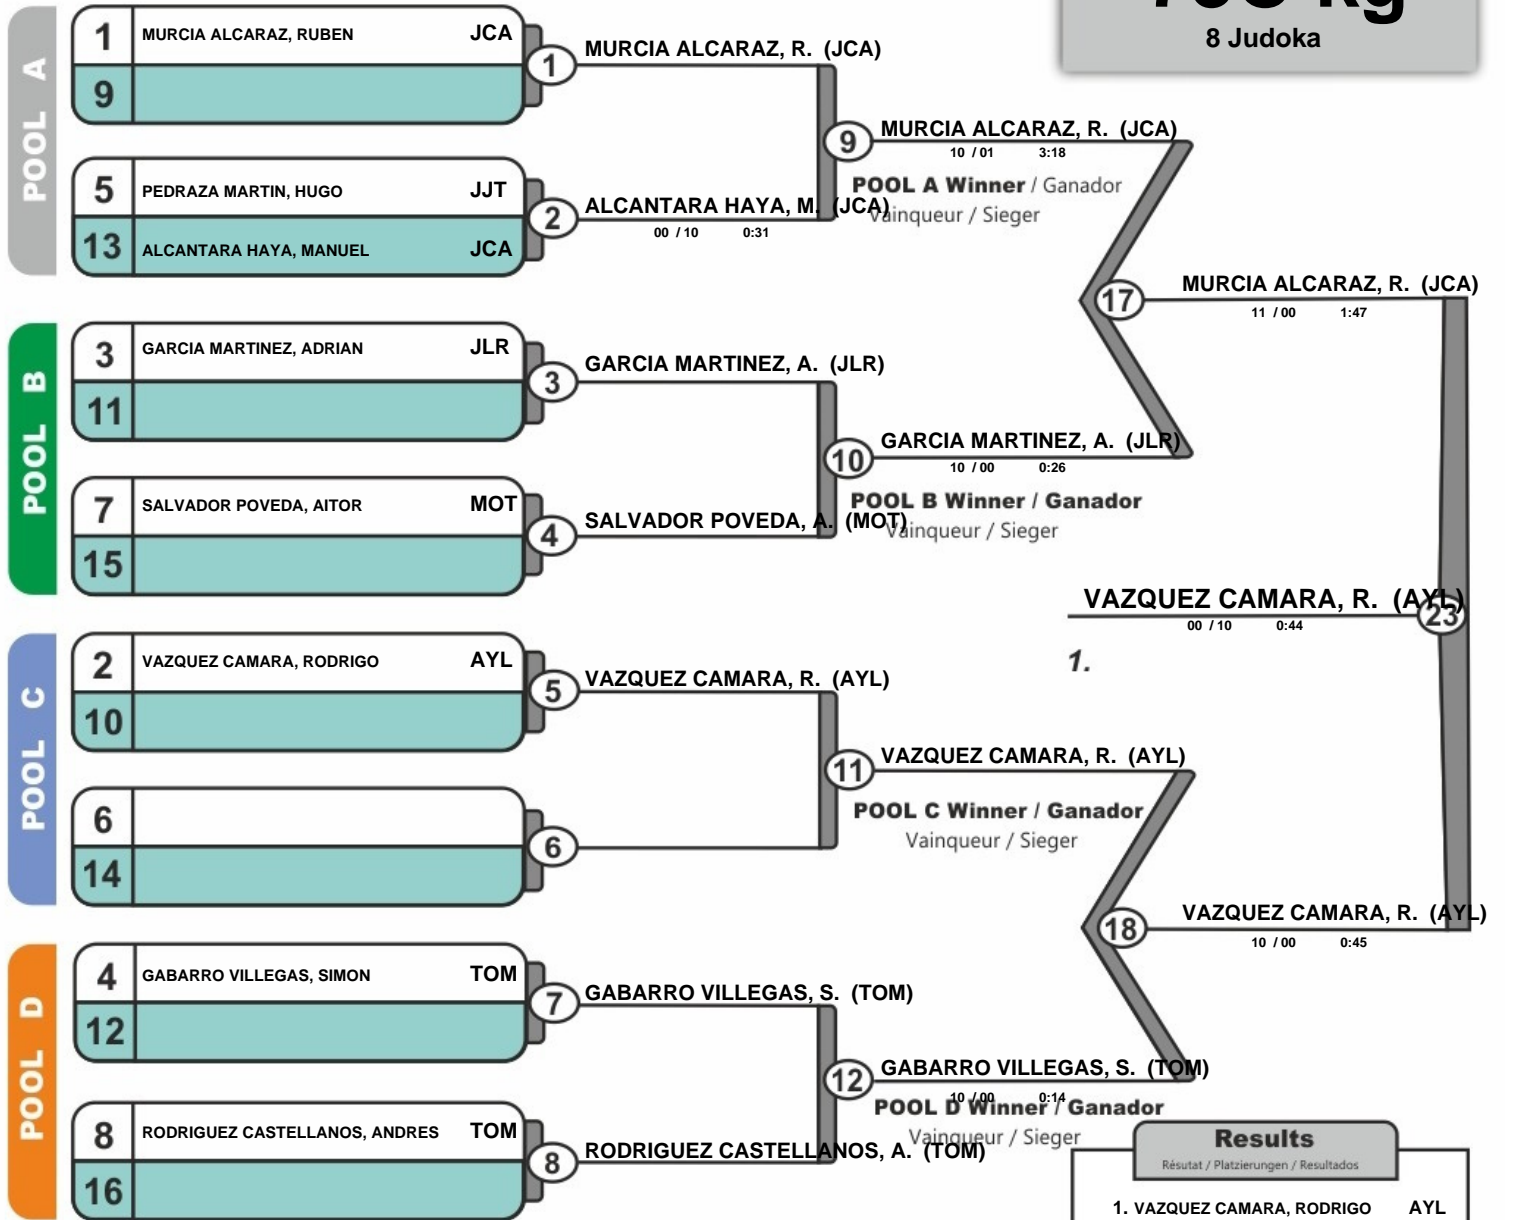 8 Judoka
POOL A
1 MURCIA ALCARAZ, RUBEN JCA
9
1 MURCIA ALCARAZ, R. (JCA)
5 PEDRAZA MARTIN, HUGO JJT
13 ALCANTARA HAYA, MANUEL JCA
2 ALCANTARA HAYA, M. (JCA)
00 / 10 0:31
9 MURCIA ALCARAZ, R. (JCA)
10 / 01 3:18
POOL A Winner / Ganador
Vainqueur / Sieger
POOL B
3 GARCIA MARTINEZ, ADRIAN JLR
11
3 GARCIA MARTINEZ, A. (JLR)
7 SALVADOR POVEDA, AITOR MOT
15
4 SALVADOR POVEDA, A. (MOT)
10 GARCIA MARTINEZ, A. (JLR)
10 / 00 0:26
POOL B Winner / Ganador
Vainqueur / Sieger
17 MURCIA ALCARAZ, R. (JCA)
11 / 00 1:47
VAZQUEZ CAMARA, R. (AYL) 23
00 / 10 0:44
1.
POOL C
2 VAZQUEZ CAMARA, RODRIGO AYL
10
5 VAZQUEZ CAMARA, R. (AYL)
6
14
6
11 VAZQUEZ CAMARA, R. (AYL)
POOL C Winner / Ganador
Vainqueur / Sieger
18 VAZQUEZ CAMARA, R. (AYL)
10 / 00 0:45
POOL D
4 GABARRO VILLEGAS, SIMON TOM
12
7 GABARRO VILLEGAS, S. (TOM)
8 RODRIGUEZ CASTELLANOS, ANDRES TOM
16
8 RODRIGUEZ CASTELLANOS, A. (TOM)
12 GABARRO VILLEGAS, S. (TOM)
10 / 00 0:14
POOL D Winner / Ganador
Vainqueur / Sieger
Results
Résutat / Platzierungen / Resultados
1. VAZQUEZ CAMARA, RODRIGO AYL